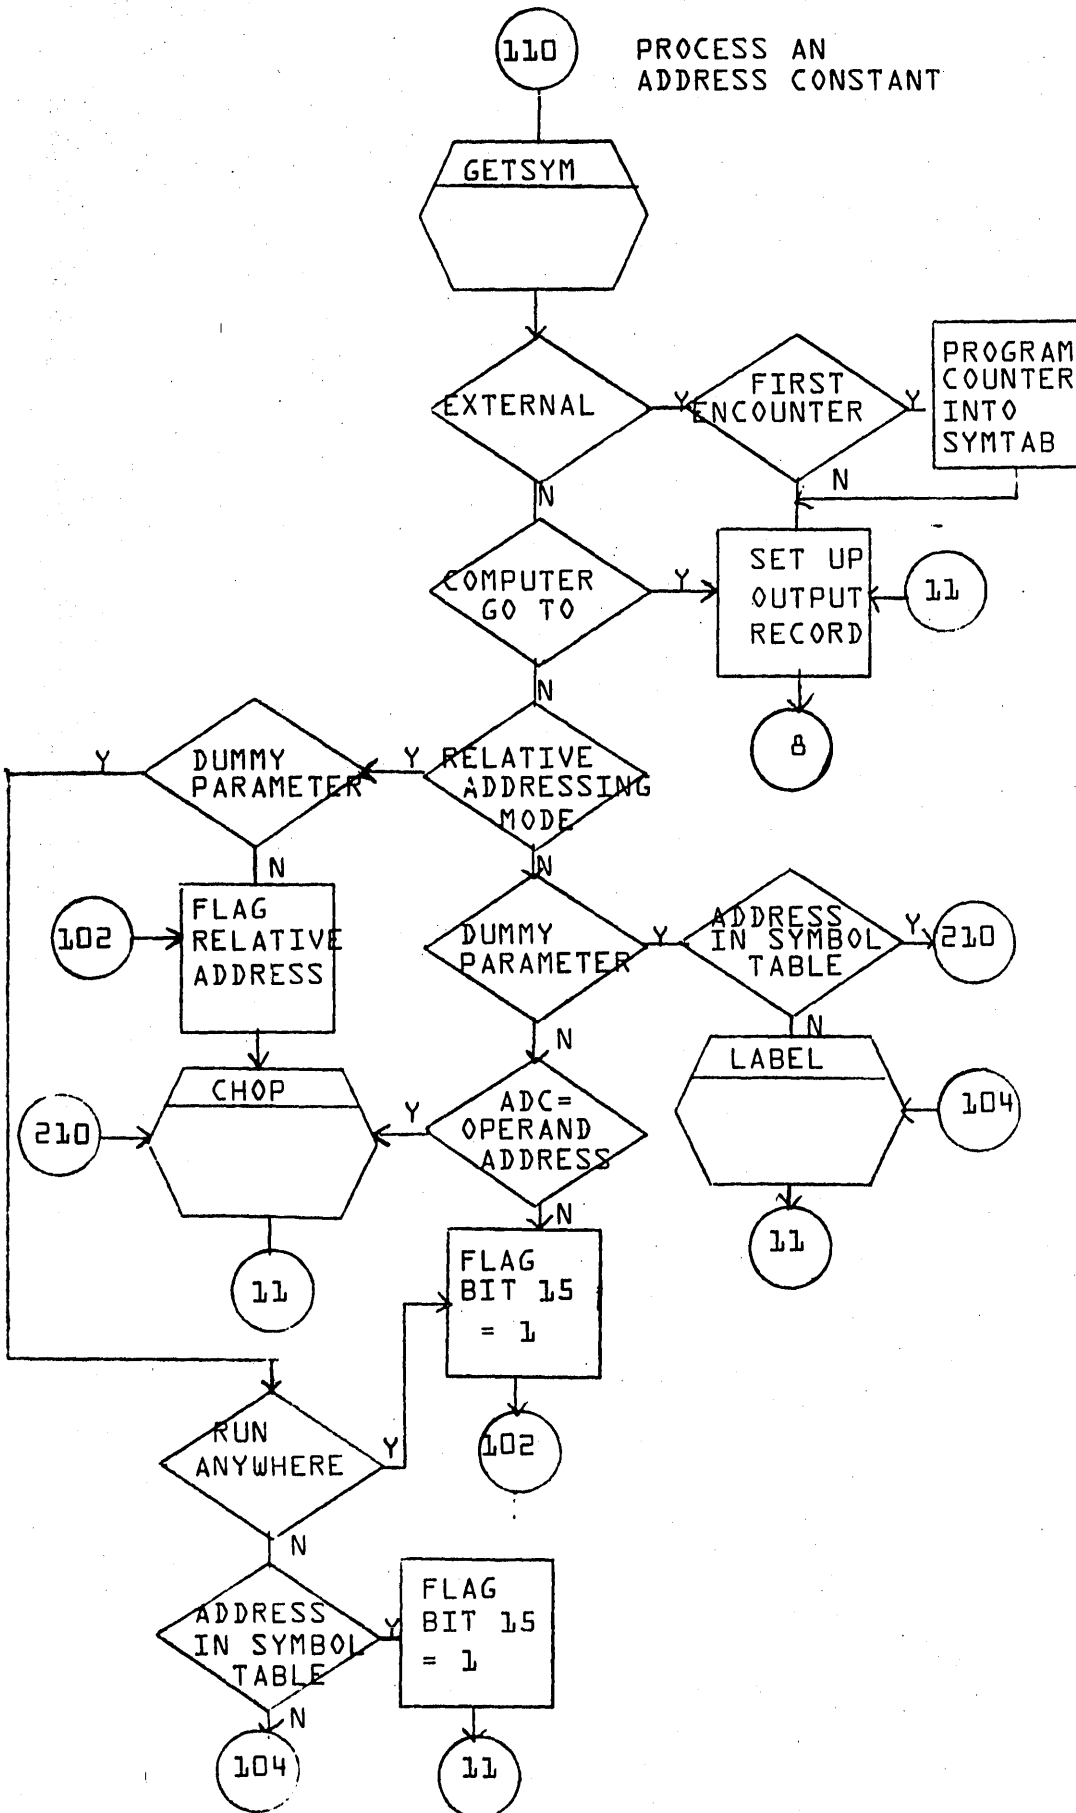 110
PROCESS AN
ADDRESS CONSTANT
GETSYM
EXTERNAL
Y
FIRST
ENCOUNTER
Y
PROGRAM
COUNTER
INTO
SYMTAB
N
N
COMPUTER
GO TO
Y
SET UP
OUTPUT
RECORD
11
N
8
Y
DUMMY
PARAMETER
Y
RELATIVE
ADDRESSING
MODE
N
N
102
FLAG
RELATIVE
ADDRESS
DUMMY
PARAMETER
Y
ADDRESS
IN SYMBOL
TABLE
Y
210
N
N
210
CHOP
Y
ADC=
OPERAND
ADDRESS
LABEL
104
N
11
11
FLAG
BIT 15
= 1
RUN
ANYWHERE
Y
102
N
ADDRESS
IN SYMBOL
TABLE
Y
FLAG
BIT 15
= 1
N
104
11